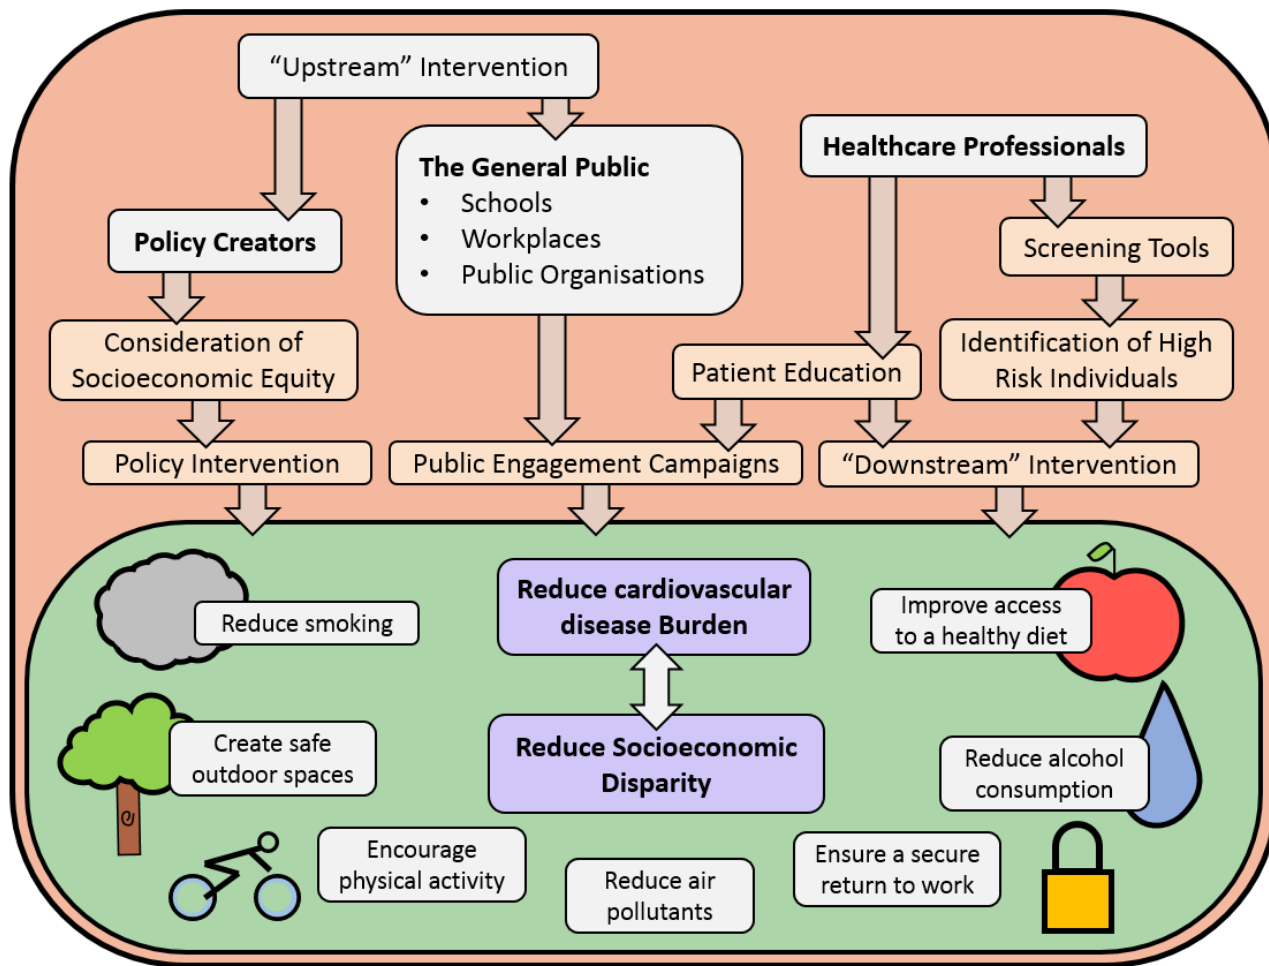 “Upstream” Intervention
The General Public
• Schools
• Workplaces
• Public Organisations
Healthcare Professionals
Policy Creators
Screening Tools
Consideration of
Socioeconomic Equity
Patient Education
Identification of High
Risk Individuals
Policy Intervention
Public Engagement Campaigns
“Downstream” Intervention
Reduce smoking
Reduce cardiovascular
disease Burden
Improve access
to a healthy diet
Create safe
outdoor spaces
Reduce Socioeconomic
Disparity
Reduce alcohol
consumption
Encourage
physical activity
Reduce air
pollutants
Ensure a secure
return to work